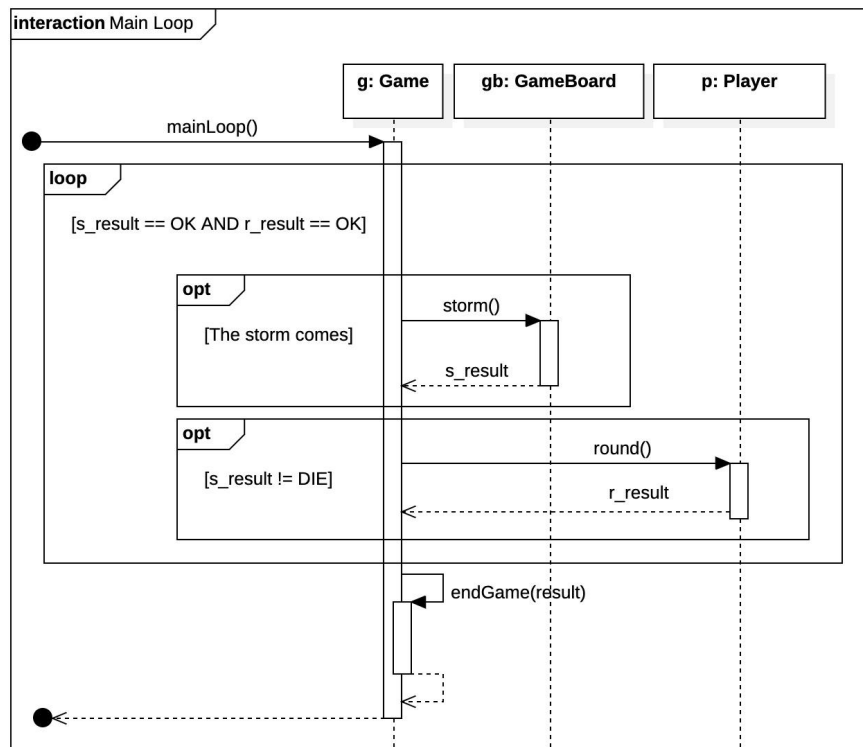 interaction Main Loop
g: Game
gb: GameBoard
p: Player
mainLoop()
loop
[s_result == OK AND r_result == OK]
opt
storm()
[The storm comes]
s_result
opt
round()
[s_result != DIE]
r_result
endGame(result)